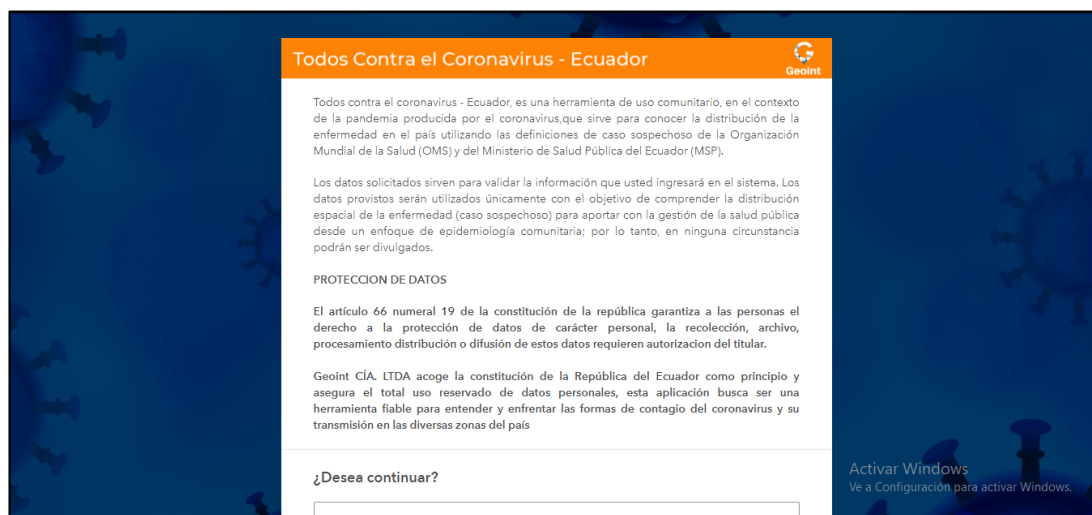 Todos Contra el Coronavirus - Ecuador
Geoint
Todos contra el coronavirus - Ecuador, es una herramienta de uso comunitario, en el contexto
de la pandemia producida por el coronavirus,que sirve para conocer la distribución de la
enfermedad en el país utilizando las definiciones de caso sospechoso de la Organización
Mundial de la Salud (OMS) y del Ministerio de Salud Pública del Ecuador (MSP).
Los datos solicitados sirven para validar la información que usted ingresará en el sistema. Los
datos provistos serán utilizados únicamente con el objetivo de comprender la distribución
espacial de la enfermedad (caso sospechoso) para aportar con la gestión de la salud pública
desde un enfoque de epidemiología comunitaria; por lo tanto, en ninguna circunstancia
podrán ser divulgados.
PROTECCION DE DATOS
El artículo 66 numeral 19 de la constitución de la república garantiza a las personas el
derecho a la protección de datos de carácter personal, la recolección, archivo,
procesamiento distribución o difusión de estos datos requieren autorizacion del titular.
Geoint CÍA. LTDA acoge la constitución de la República del Ecuador como principio y
asegura el total uso reservado de datos personales, esta aplicación busca ser una
herramienta fiable para entender y enfrentar las formas de contagio del coronavirus y su
transmisión en las diversas zonas del país
¿Desea continuar?
Activar Windows
Ve a Configuración para activar Windows.